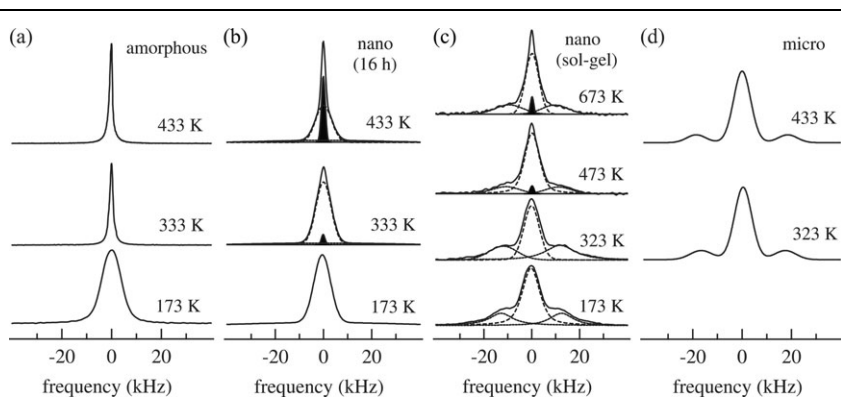 (a)
amorphous
433 K
333 K
173 K
-20
0
20
frequency (kHz)
(b)
nano
(16 h)
433 K
333 K
173 K
-20
0
20
frequency (kHz)
(c)
nano
(sol-gel)
673 K
473 K
323 K
173 K
-20
0
20
frequency (kHz)
(d)
micro
433 K
323 K
-20
0
20
frequency (kHz)